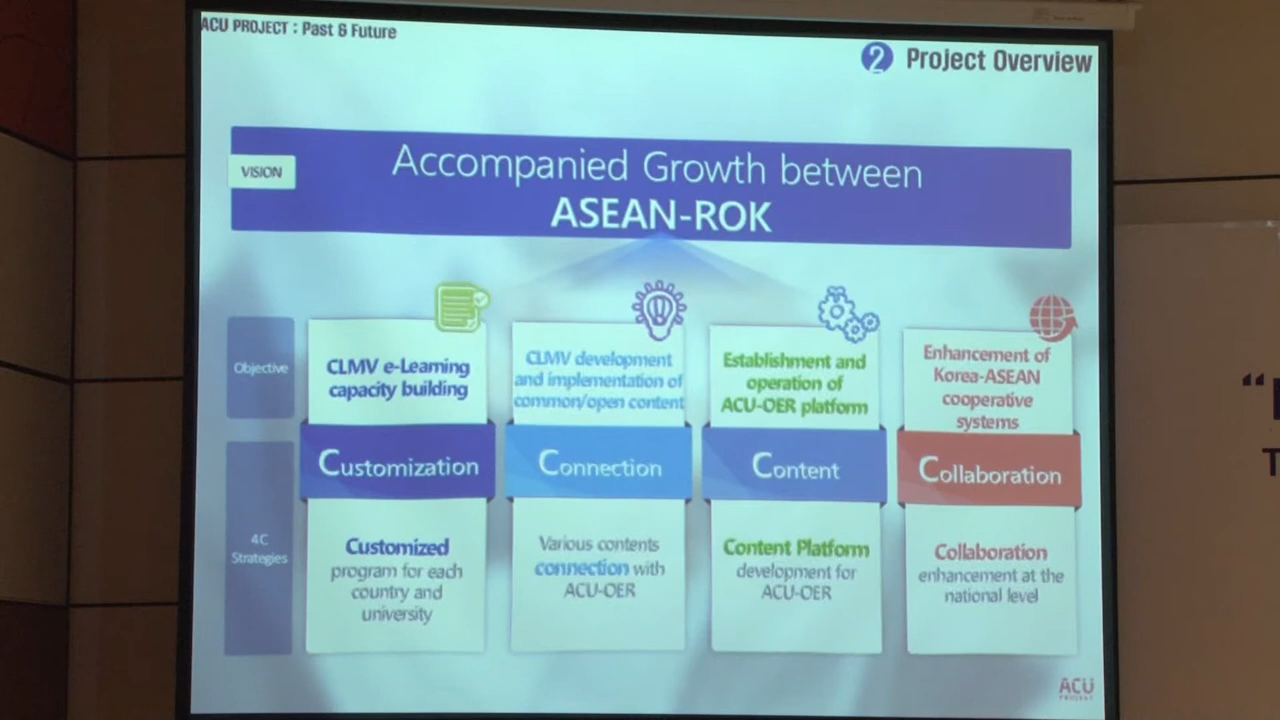 ACU PROJECT : Past & Future
2 Project Overview
VISION
Accompanied Growth between
ASEAN-ROK
Objective
CLMV e-Learning
capacity building
CLMV development
and implementation of
common/open content
Establishment and
operation of
ACU-OER platform
Enhancement of
Korea-ASEAN
cooperative
systems
Customization
Connection
Content
Collaboration
4C
Strategies
Customized
program for each
country and
university
Various contents
connection with
ACU-OER
Content Platform
development for
ACU-OER
Collaboration
enhancement at the
national level
ACU
PROJECT